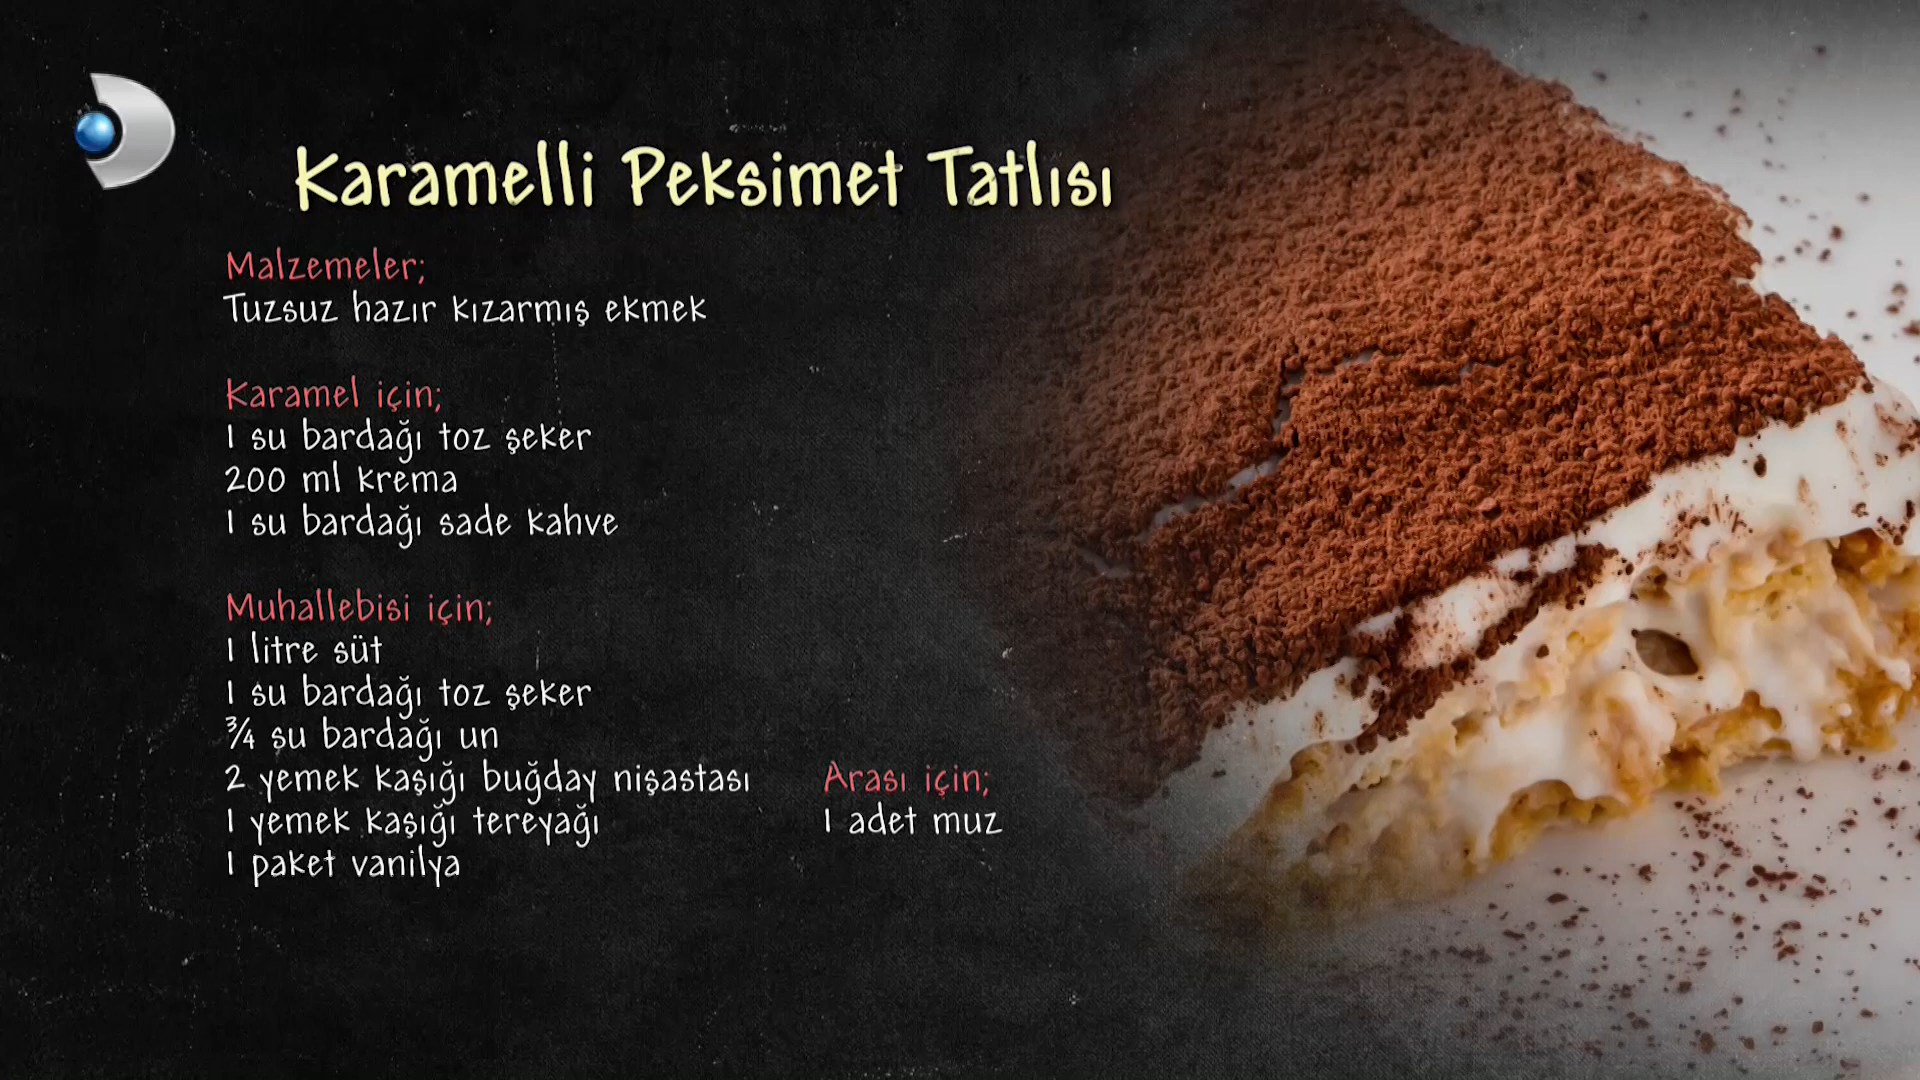 Karamelli Peksimet Tatlısı
Malzemeler;
Tuzsuz hazır kızarmış ekmek
Karamel için;
1 su bardağı toz şeker
200 ml krema
1 su bardağı sade kahve
Muhallebisi için;
1 litre süt
1 su bardağı toz şeker
¾ su bardağı un
2 yemek kaşığı buğday nişastası
1 yemek kaşığı tereyağı
1 paket vanilya
Arası için;
1 adet muz